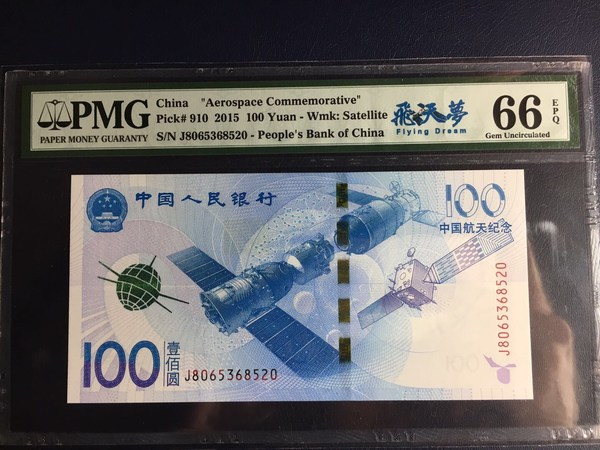 PMG
PAPER MONEY GUARANTY
China "Aerospace Commemorative"
Pick# 910 2015 100 Yuan - Wmk: Satellite
S/N J8065368520 - People's Bank of China
飛天夢
Flying Dream
66 EPQ
Gem Uncirculated
中国人民银行
100
中国航天纪念
J8065368520
100
壹佰圆
J8065368520
100